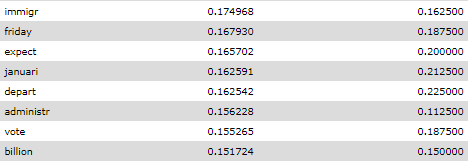 immigr 0.174968 0.162500
friday 0.167930 0.187500
expect 0.165702 0.200000
januari 0.162591 0.212500
depart 0.162542 0.225000
administr 0.156228 0.112500
vote 0.155265 0.187500
billion 0.151724 0.150000